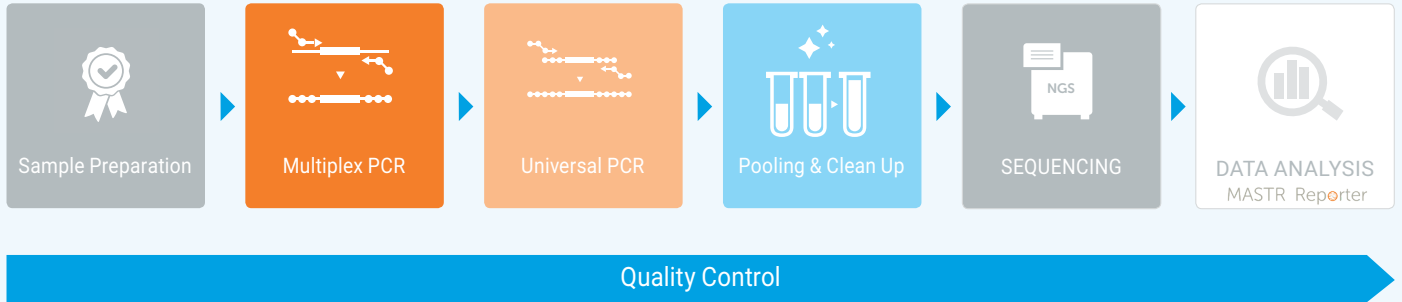 NGS
Sample Preparation
Multiplex PCR
Universal PCR
Pooling & Clean Up
SEQUENCING
DATA ANALYSIS
MASTR Reporter
Quality Control